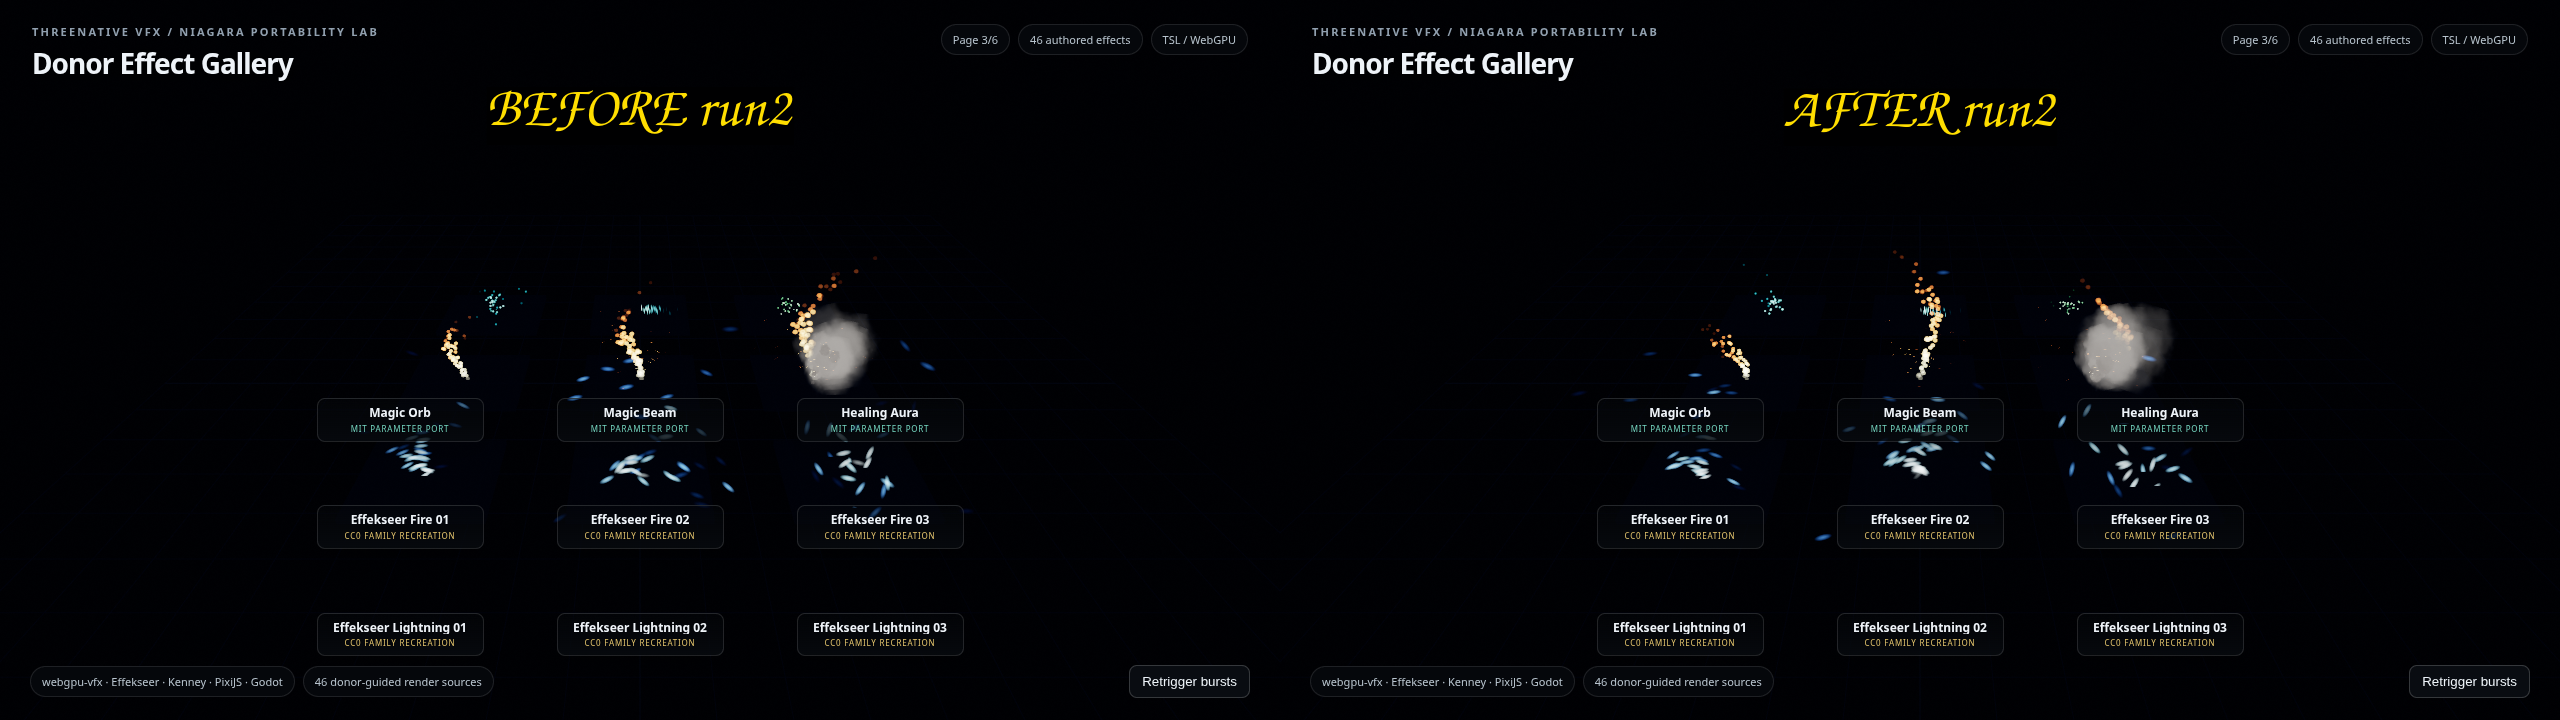 THREENATIVE VFX / NIAGARA PORTABILITY LAB
Donor Effect Gallery
Page 3/6
46 authored effects
TSL / WebGPU
BEFORE run2
Magic Orb
MIT PARAMETER PORT
Magic Beam
MIT PARAMETER PORT
Healing Aura
MIT PARAMETER PORT
Effekseer Fire 01
CC0 FAMILY RECREATION
Effekseer Fire 02
CC0 FAMILY RECREATION
Effekseer Fire 03
CC0 FAMILY RECREATION
Effekseer Lightning 01
CC0 FAMILY RECREATION
Effekseer Lightning 02
CC0 FAMILY RECREATION
Effekseer Lightning 03
CC0 FAMILY RECREATION
webgpu-vfx · Effekseer · Kenney · PixiJS · Godot
46 donor-guided render sources
Retrigger bursts
THREENATIVE VFX / NIAGARA PORTABILITY LAB
Donor Effect Gallery
Page 3/6
46 authored effects
TSL / WebGPU
AFTER run2
Magic Orb
MIT PARAMETER PORT
Magic Beam
MIT PARAMETER PORT
Healing Aura
MIT PARAMETER PORT
Effekseer Fire 01
CC0 FAMILY RECREATION
Effekseer Fire 02
CC0 FAMILY RECREATION
Effekseer Fire 03
CC0 FAMILY RECREATION
Effekseer Lightning 01
CC0 FAMILY RECREATION
Effekseer Lightning 02
CC0 FAMILY RECREATION
Effekseer Lightning 03
CC0 FAMILY RECREATION
webgpu-vfx · Effekseer · Kenney · PixiJS · Godot
46 donor-guided render sources
Retrigger bursts